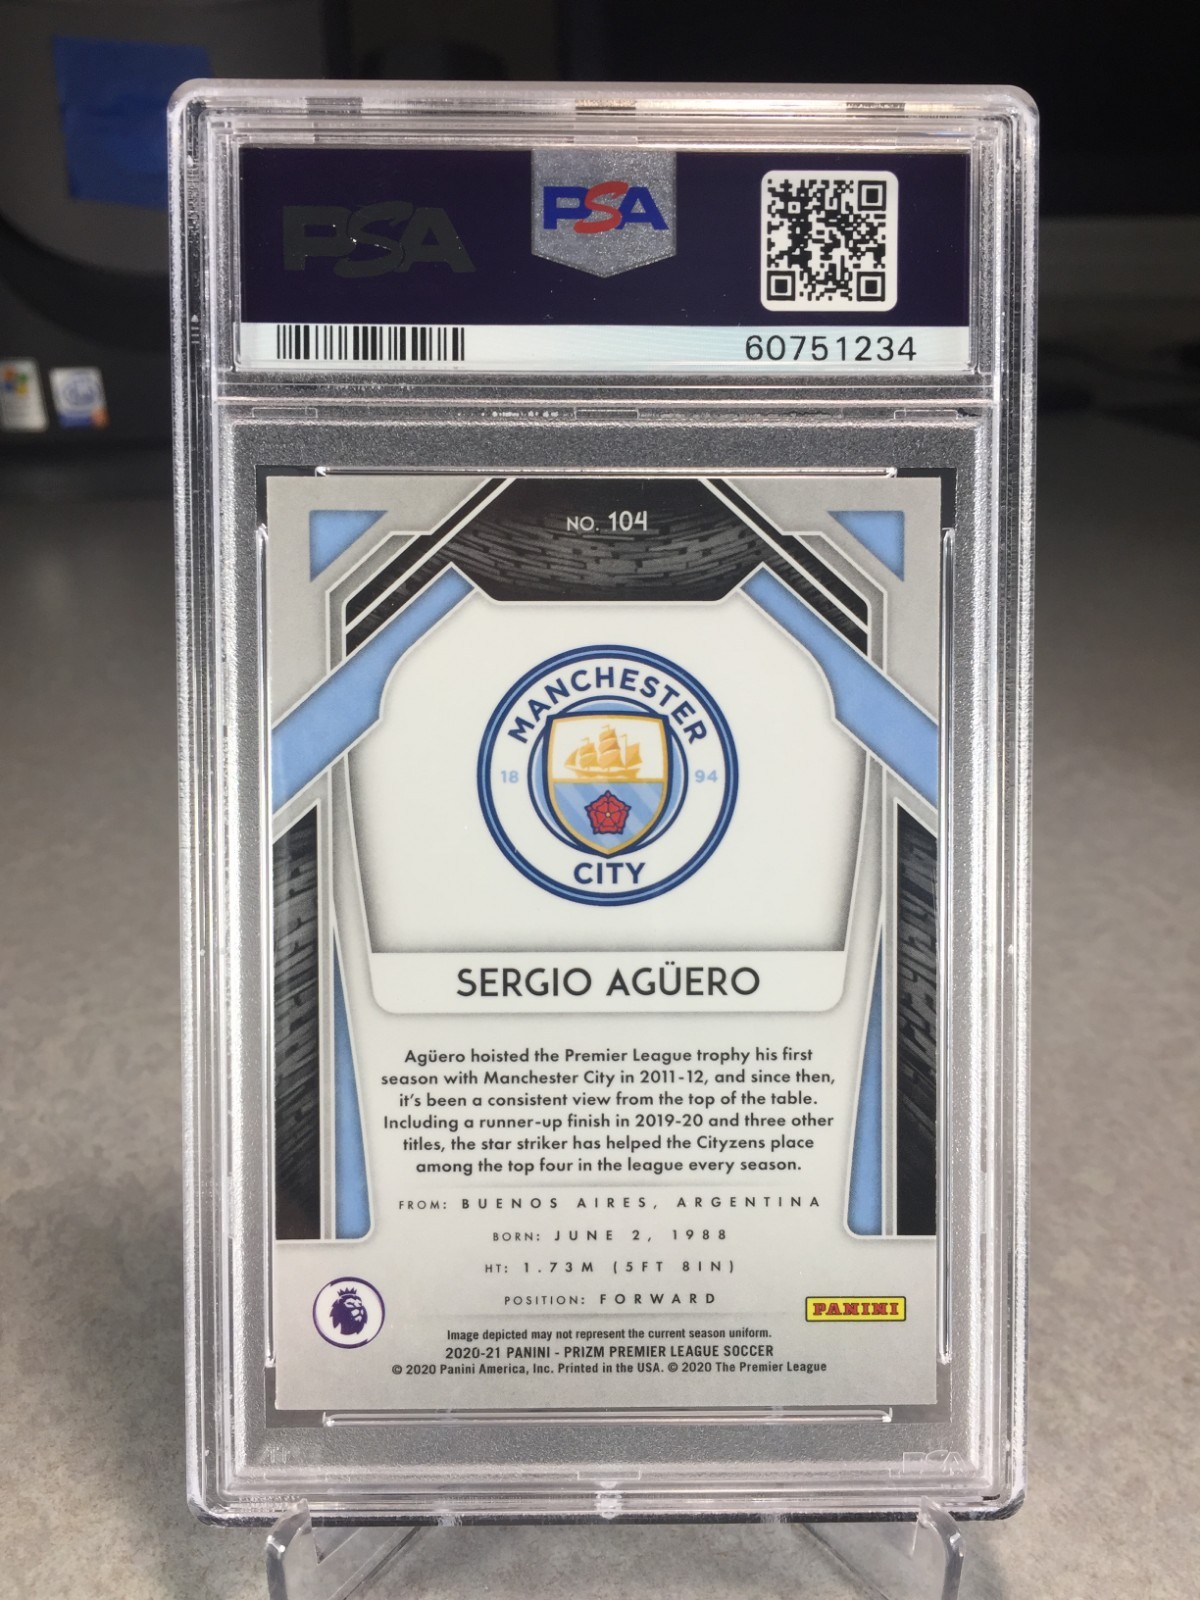 PSA
PSA
60751234
NO. 104
MANCHESTER
18 94
CITY
SERGIO AGÜERO
Agüero hoisted the Premier League trophy his first
season with Manchester City in 2011-12, and since then,
it's been a consistent view from the top of the table.
Including a runner-up finish in 2019-20 and three other
titles, the star striker has helped the Cityzens place
among the top four in the league every season.
FROM: BUENOS AIRES, ARGENTINA
BORN: JUNE 2, 1988
HT: 1.73M (5FT 8IN)
POSITION: FORWARD
PANINI
Image depicted may not represent the current season uniform.
2020-21 PANINI - PRIZM PREMIER LEAGUE SOCCER
© 2020 Panini America, Inc. Printed in the USA. © 2020 The Premier League
PSA